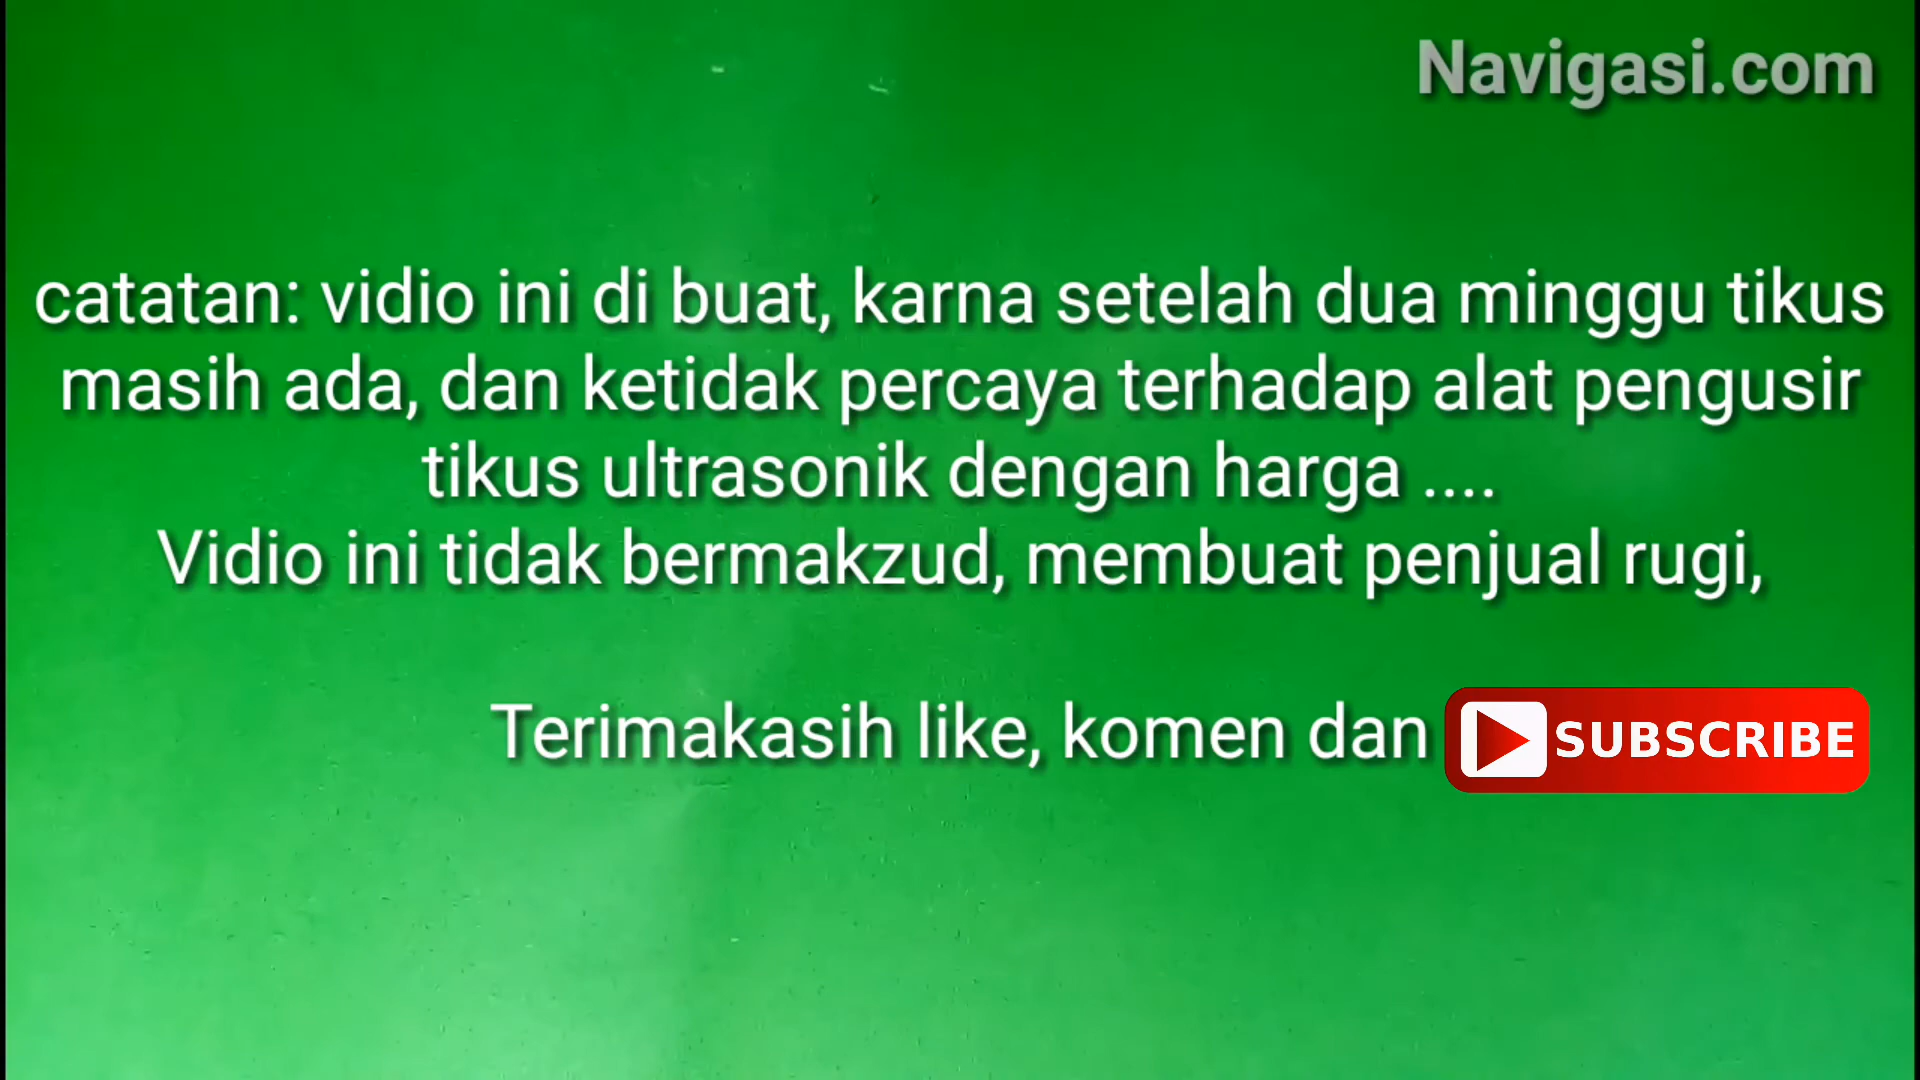 Navigasi.com
catatan: vidio ini di buat, karna setelah dua minggu tikus
masih ada, dan ketidak percaya terhadap alat pengusir
tikus ultrasonik dengan harga ....
Vidio ini tidak bermakzud, membuat penjual rugi,
Terimakasih like, komen dan SUBSCRIBE